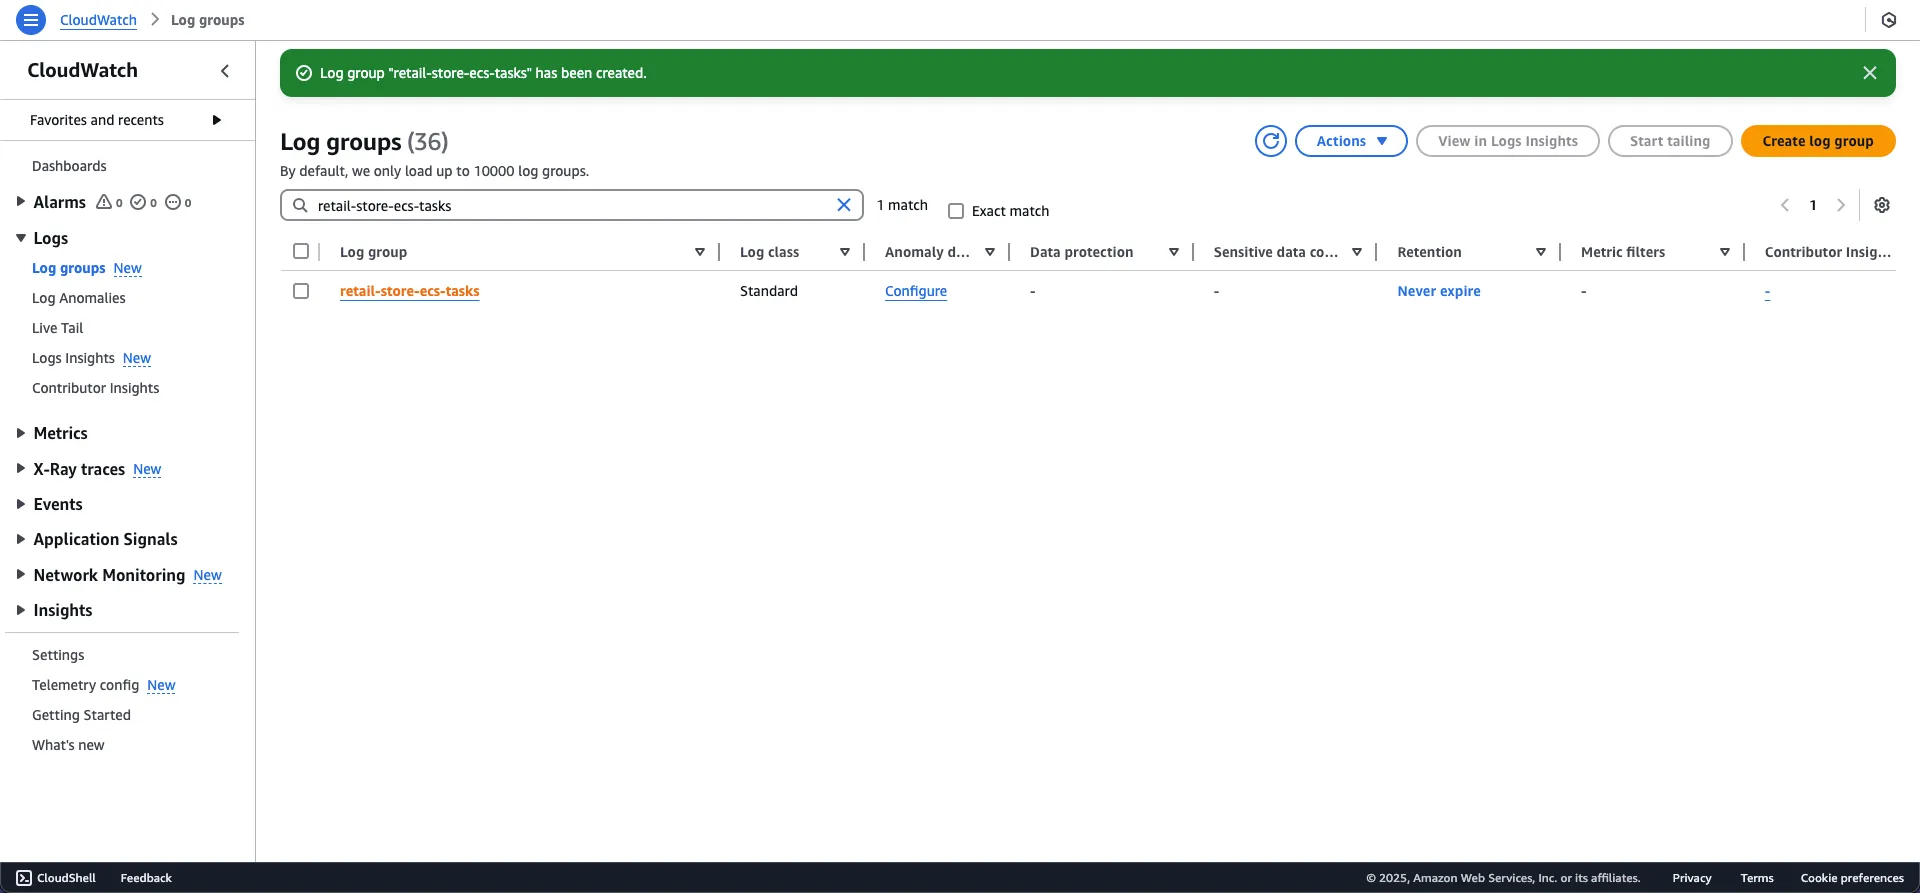 CloudWatch > Log groups
CloudWatch
Favorites and recents
Dashboards
Alarms 0 0 0
Logs
Log groups New
Log Anomalies
Live Tail
Logs Insights New
Contributor Insights
Metrics
X-Ray traces New
Events
Application Signals
Network Monitoring New
Insights
Settings
Telemetry config New
Getting Started
What's new
Log group "retail-store-ecs-tasks" has been created.
Log groups (36)
Actions
View in Logs Insights
Start tailing
Create log group
By default, we only load up to 10000 log groups.
retail-store-ecs-tasks
1 match
Exact match
1
Log group Log class Anomaly d... Data protection Sensitive data co... Retention Metric filters Contributor Insig...
retail-store-ecs-tasks Standard Configure - - Never expire - -
CloudShell Feedback © 2025, Amazon Web Services, Inc. or its affiliates. Privacy Terms Cookie preferences